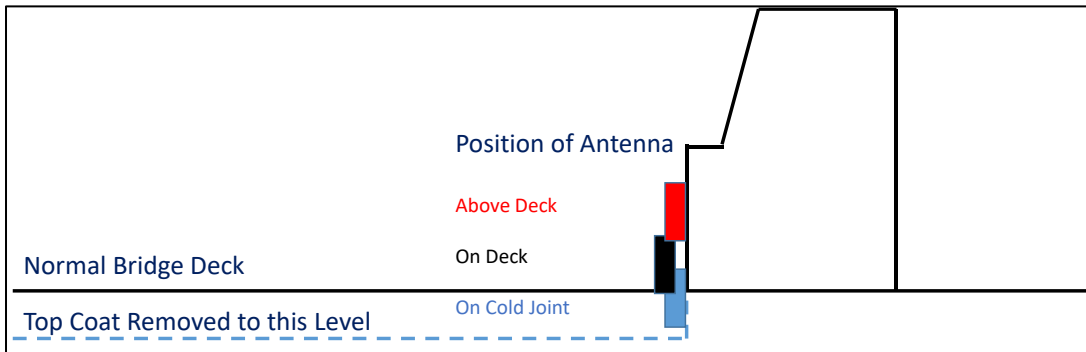 Position of Antenna
Above Deck
On Deck
Normal Bridge Deck
On Cold Joint
Top Coat Removed to this Level